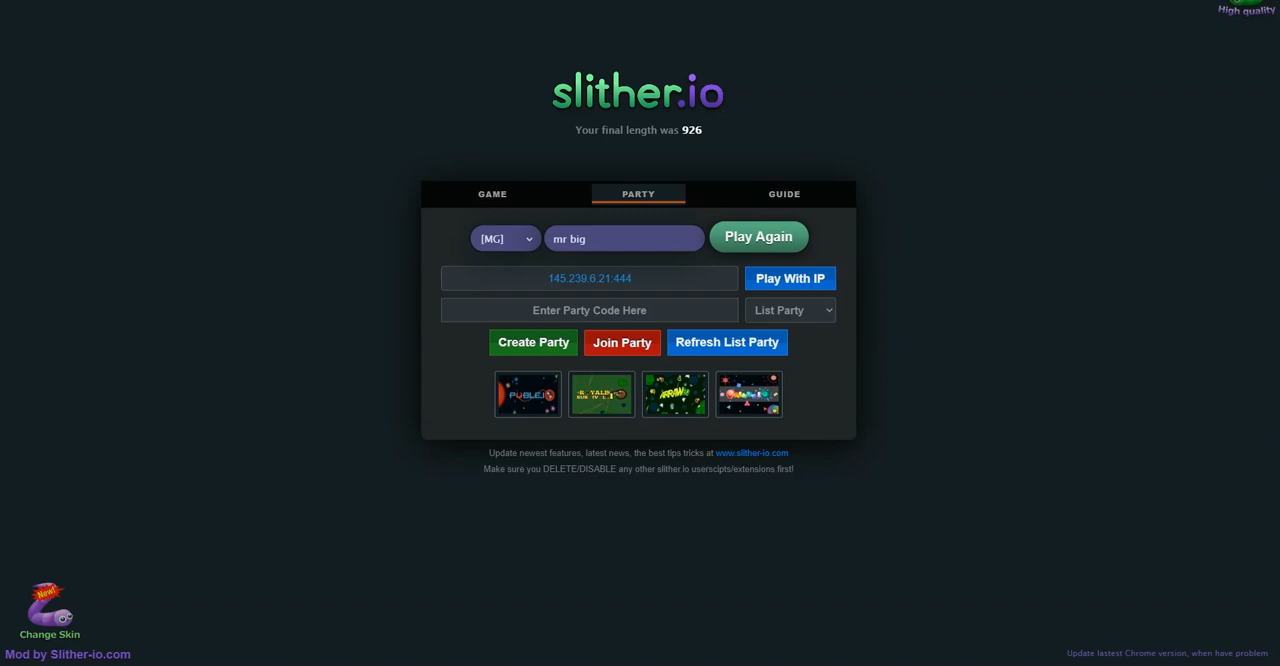 High quality
slither.io
Your final length was 926
GAME PARTY GUIDE
[MG] mr big Play Again
145.239.6.21:444 Play With IP
Enter Party Code Here List Party
Create Party Join Party Refresh List Party
Update newest features, latest news, the best tips tricks at www.slither-io.com
Make sure you DELETE/DISABLE any other slither.io userscipts/extensions first!
New!
Change Skin
Mod by Slither-io.com
Update lastest Chrome version, when have problem